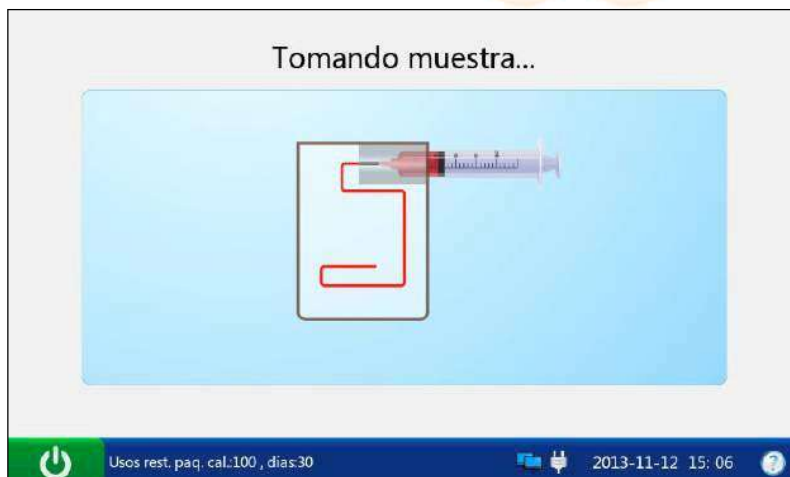 Tomando muestra...
Usos rest. paq. cal.:100 , dias:30
2013-11-12 15: 06
?